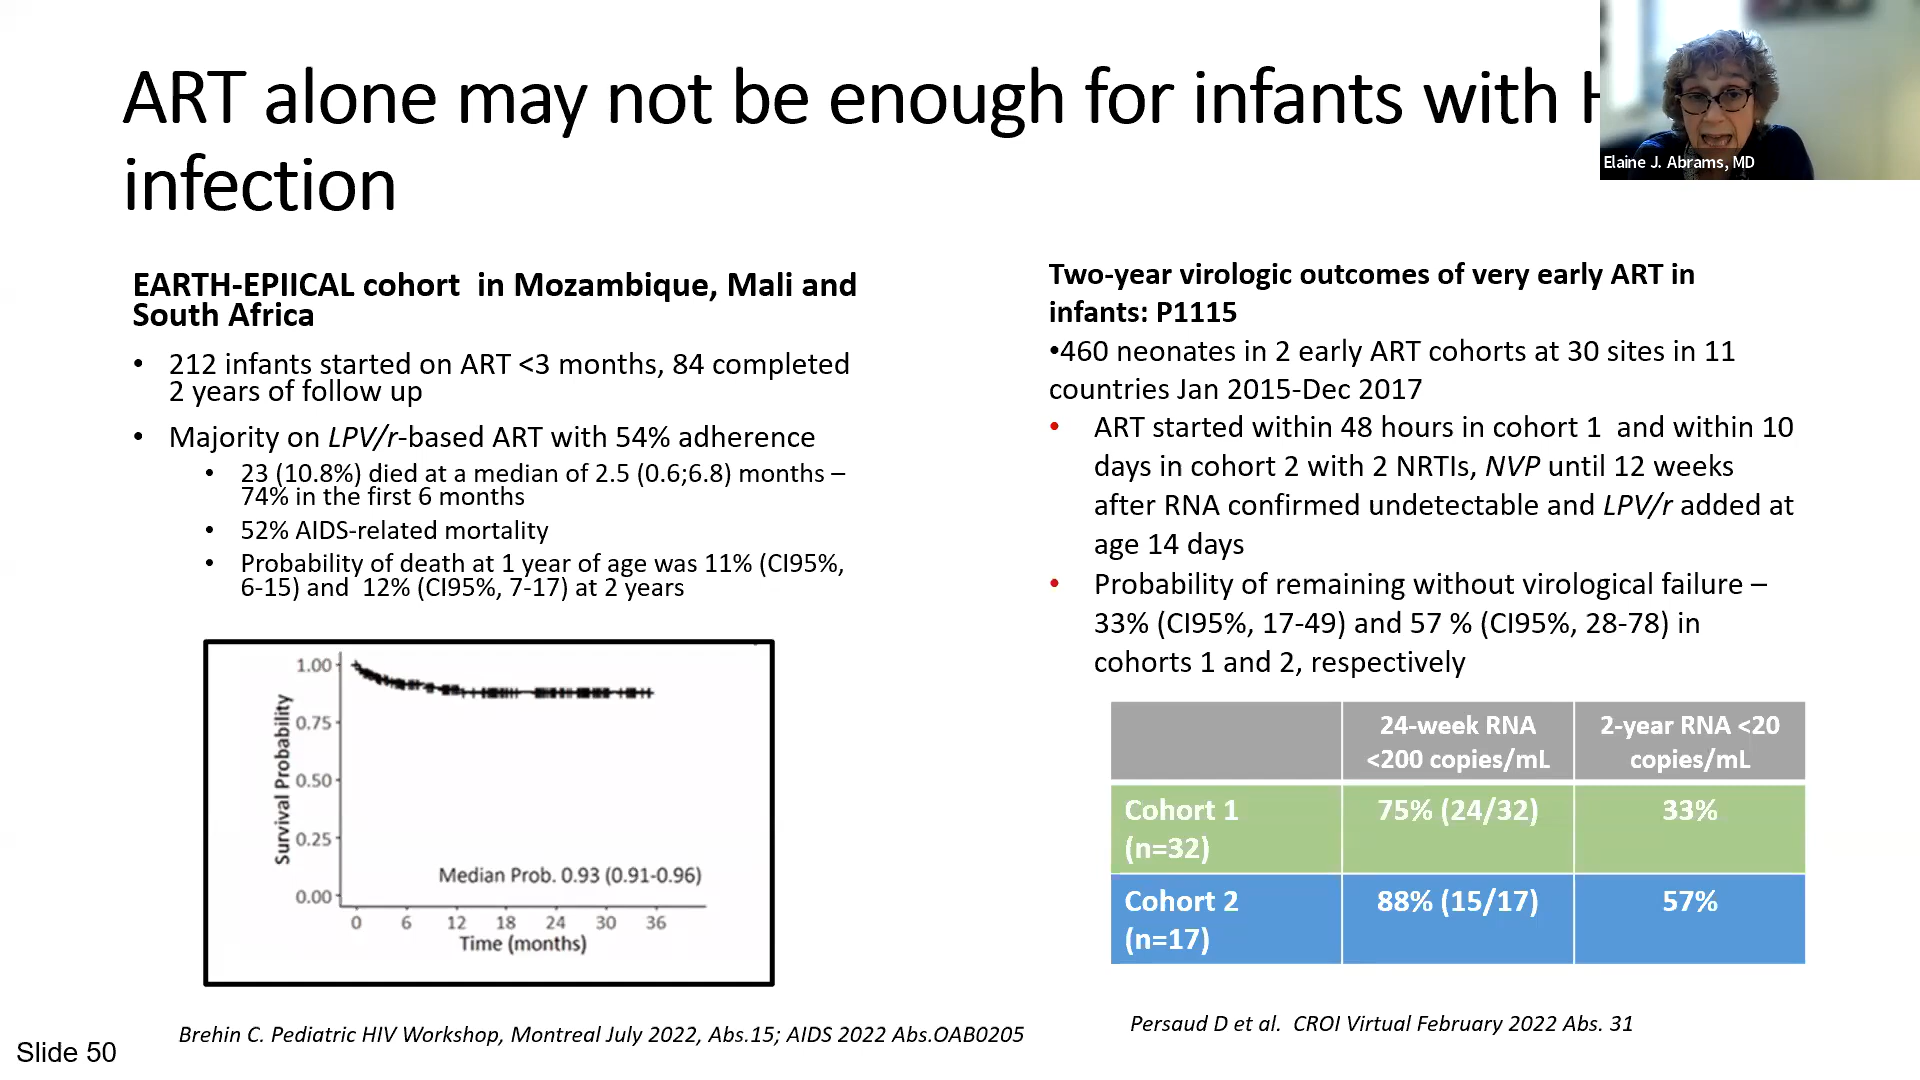 ART alone may not be enough for infants with
infection
Elaine J. Abrams, MD
EARTH-EPIICAL cohort in Mozambique, Mali and
South Africa
• 212 infants started on ART <3 months, 84 completed
2 years of follow up
• Majority on LPV/r-based ART with 54% adherence
• 23 (10.8%) died at a median of 2.5 (0.6;6.8) months –
74% in the first 6 months
• 52% AIDS-related mortality
• Probability of death at 1 year of age was 11% (CI95%,
6-15) and 12% (CI95%, 7-17) at 2 years
Survival Probability
1.00
0.75
0.50
0.25
0.00
Median Prob. 0.93 (0.91-0.96)
0 6 12 18 24 30 36
Time (months)
Brehin C. Pediatric HIV Workshop, Montreal July 2022, Abs.15; AIDS 2022 Abs.OAB0205
Slide 50
Two-year virologic outcomes of very early ART in
infants: P1115
•460 neonates in 2 early ART cohorts at 30 sites in 11
countries Jan 2015-Dec 2017
• ART started within 48 hours in cohort 1 and within 10
days in cohort 2 with 2 NRTIs, NVP until 12 weeks
after RNA confirmed undetectable and LPV/r added at
age 14 days
• Probability of remaining without virological failure –
33% (CI95%, 17-49) and 57 % (CI95%, 28-78) in
cohorts 1 and 2, respectively
24-week RNA 2-year RNA <20
<200 copies/mL copies/mL
Cohort 1 75% (24/32) 33%
(n=32)
Cohort 2 88% (15/17) 57%
(n=17)
Persaud D et al. CROI Virtual February 2022 Abs. 31